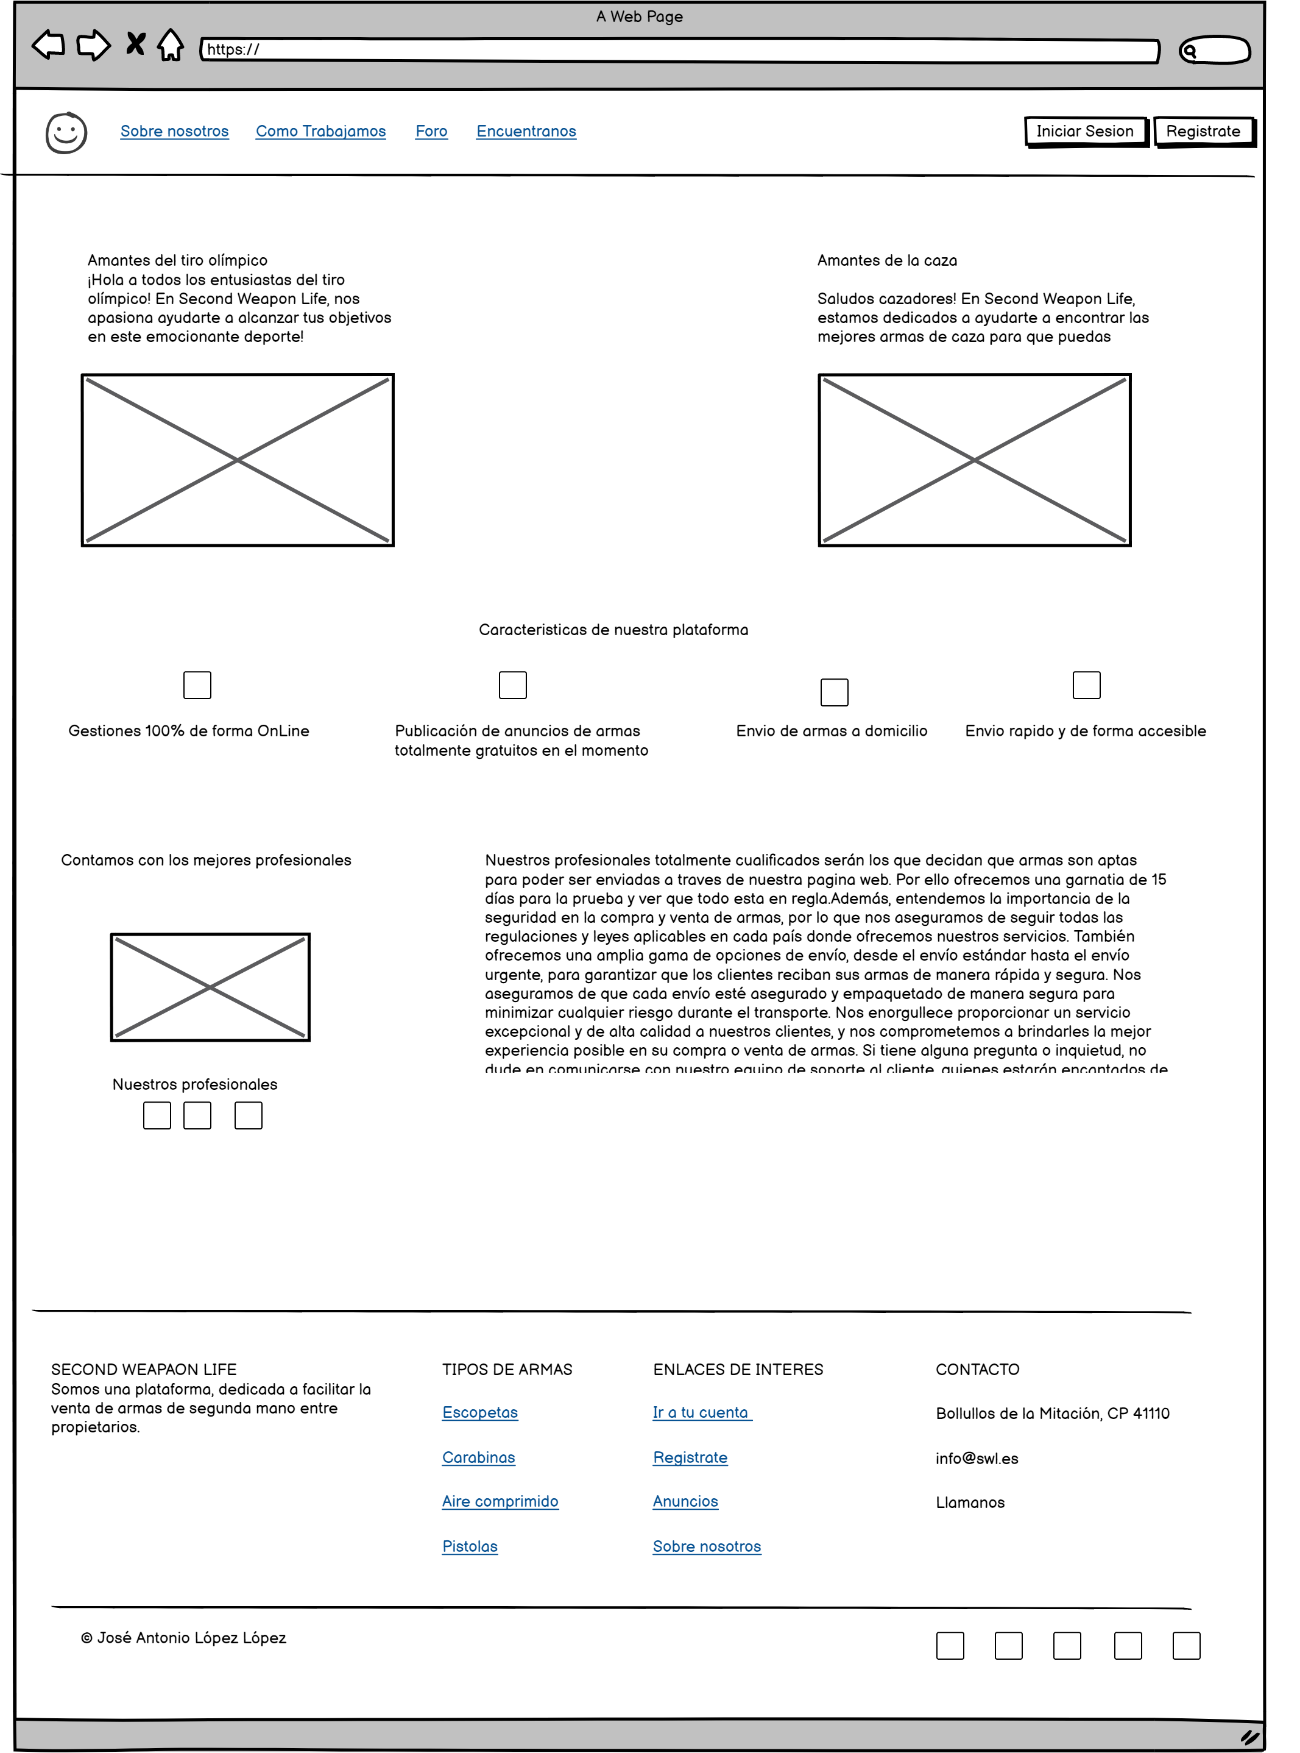 A Web Page
https://
Sobre nosotros
Como Trabajamos
Foro
Encuentranos
Iniciar Sesion
Registrate
Amantes del tiro olímpico
¡Hola a todos los entusiastas del tiro
olímpico! En Second Weapon Life, nos
apasiona ayudarte a alcanzar tus objetivos
en este emocionante deporte!
Amantes de la caza
Saludos cazadores! En Second Weapon Life,
estamos dedicados a ayudarte a encontrar las
mejores armas de caza para que puedas
Caracteristicas de nuestra plataforma
Gestiones 100% de forma OnLine
Publicación de anuncios de armas
totalmente gratuitos en el momento
Envio de armas a domicilio
Envio rapido y de forma accesible
Contamos con los mejores profesionales
Nuestros profesionales
Nuestros profesionales totalmente cualificados serán los que decidan que armas son aptas
para poder ser enviadas a traves de nuestra pagina web. Por ello ofrecemos una garnatia de 15
días para la prueba y ver que todo esta en regla.Además, entendemos la importancia de la
seguridad en la compra y venta de armas, por lo que nos aseguramos de seguir todas las
regulaciones y leyes aplicables en cada país donde ofrecemos nuestros servicios. También
ofrecemos una amplia gama de opciones de envío, desde el envío estándar hasta el envío
urgente, para garantizar que los clientes reciban sus armas de manera rápida y segura. Nos
aseguramos de que cada envío esté asegurado y empaquetado de manera segura para
minimizar cualquier riesgo durante el transporte. Nos enorgullece proporcionar un servicio
excepcional y de alta calidad a nuestros clientes, y nos comprometemos a brindarles la mejor
experiencia posible en su compra o venta de armas. Si tiene alguna pregunta o inquietud, no
dude en comunicarse con nuestro equipo de soporte al cliente, quienes estarán encantados de
SECOND WEAPAON LIFE
Somos una plataforma, dedicada a facilitar la
venta de armas de segunda mano entre
propietarios.
TIPOS DE ARMAS
Escopetas
Carabinas
Aire comprimido
Pistolas
ENLACES DE INTERES
Ir a tu cuenta
Registrate
Anuncios
Sobre nosotros
CONTACTO
Bollullos de la Mitación, CP 41110
info@swl.es
Llamanos
© José Antonio López López